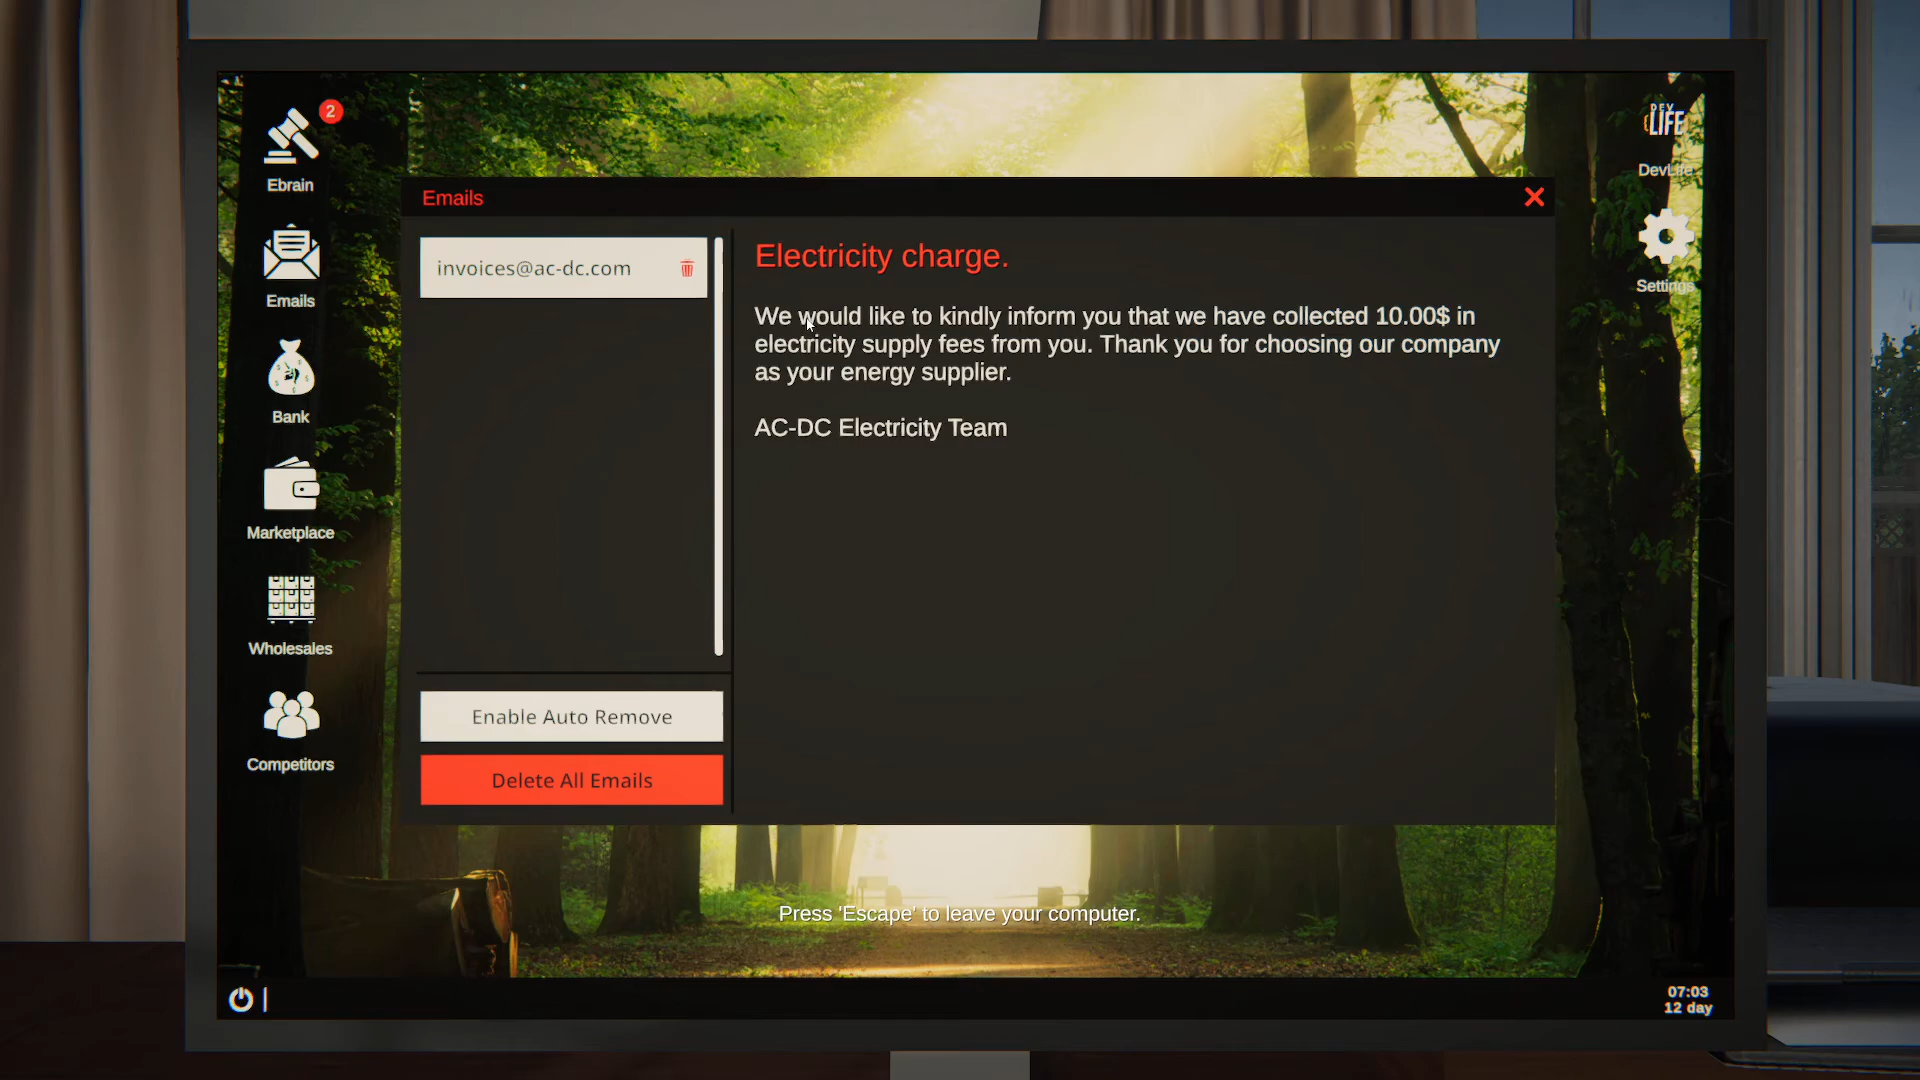 2
Ebrain
Emails
Bank
Marketplace
Wholesales
Competitors
Emails
invoices@ac-dc.com
Enable Auto Remove
Delete All Emails
Electricity charge.
We would like to kindly inform you that we have collected 10.00$ in
electricity supply fees from you. Thank you for choosing our company
as your energy supplier.
AC-DC Electricity Team
DEV
LIFE
DevLife
Settings
Press 'Escape' to leave your computer.
07:03
12 day